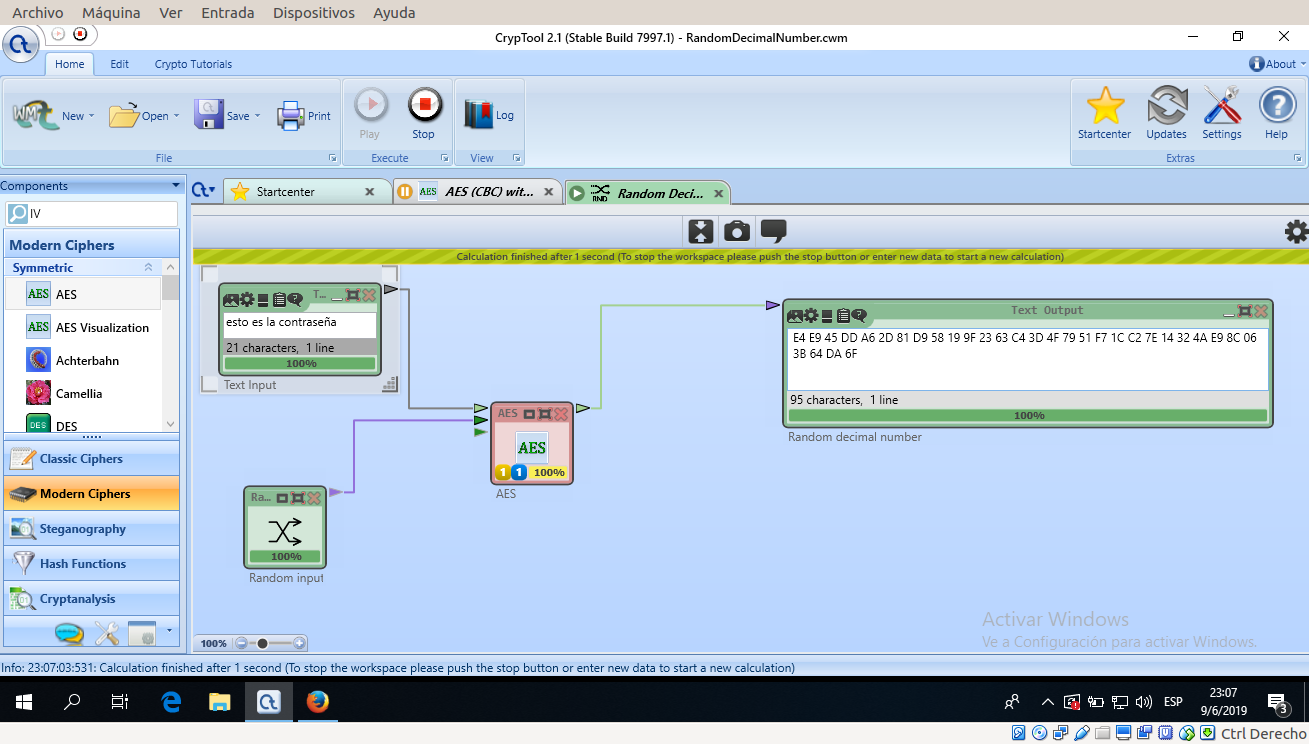 Archivo Máquina Ver Entrada Dispositivos Ayuda
CrypTool 2.1 (Stable Build 7997.1) - RandomDecimalNumber.cwm
Home Edit Crypto Tutorials
About
New
Open
Save
Print
Play
Stop
Log
Startcenter
Updates
Settings
Help
File
Execute
View
Extras
Components
Startcenter
AES AES (CBC) wit...
RND Random Deci...
IV
Modern Ciphers
Symmetric
AES AES
AES AES Visualization
Achterbahn
Camellia
DES DES
Classic Ciphers
Modern Ciphers
Steganography
Hash Functions
Cryptanalysis
Calculation finished after 1 second (To stop the workspace please push the stop button or enter new data to start a new calculation)
T...
esto es la contraseña
21 characters, 1 line
100%
Text Input
Text Output
E4 E9 45 DD A6 2D 81 D9 58 19 9F 23 63 C4 3D 4F 79 51 F7 1C C2 7E 14 32 4A E9 8C 06
3B 64 DA 6F
95 characters, 1 line
100%
Random decimal number
AES
AES
1 1 100%
AES
Ra...
100%
Random input
Activar Windows
Ve a Configuración para activar Windows.
100%
Info: 23:07:03:531: Calculation finished after 1 second (To stop the workspace please push the stop button or enter new data to start a new calculation)
ESP
23:07
9/6/2019
3
Ctrl Derecho